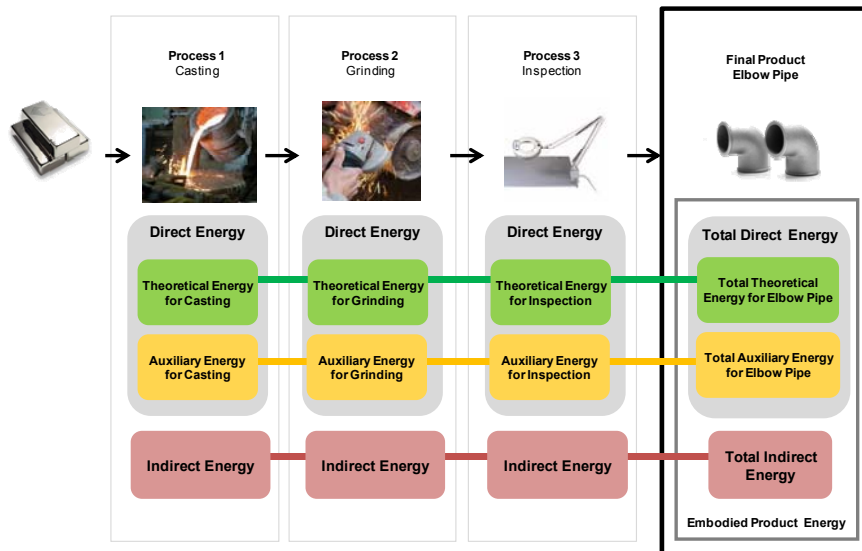 Process 1
Casting
Process 2
Grinding
Process 3
Inspection
Final Product
Elbow Pipe
Direct Energy
Direct Energy
Direct Energy
Total Direct Energy
Theoretical Energy
for Casting
Theoretical Energy
for Grinding
Theoretical Energy
for Inspection
Total Theoretical
Energy for Elbow Pipe
Auxiliary Energy
for Casting
Auxiliary Energy
for Grinding
Auxiliary Energy
for Inspection
Total Auxiliary Energy
for Elbow Pipe
Indirect Energy
Indirect Energy
Indirect Energy
Total Indirect
Energy
Embodied Product Energy